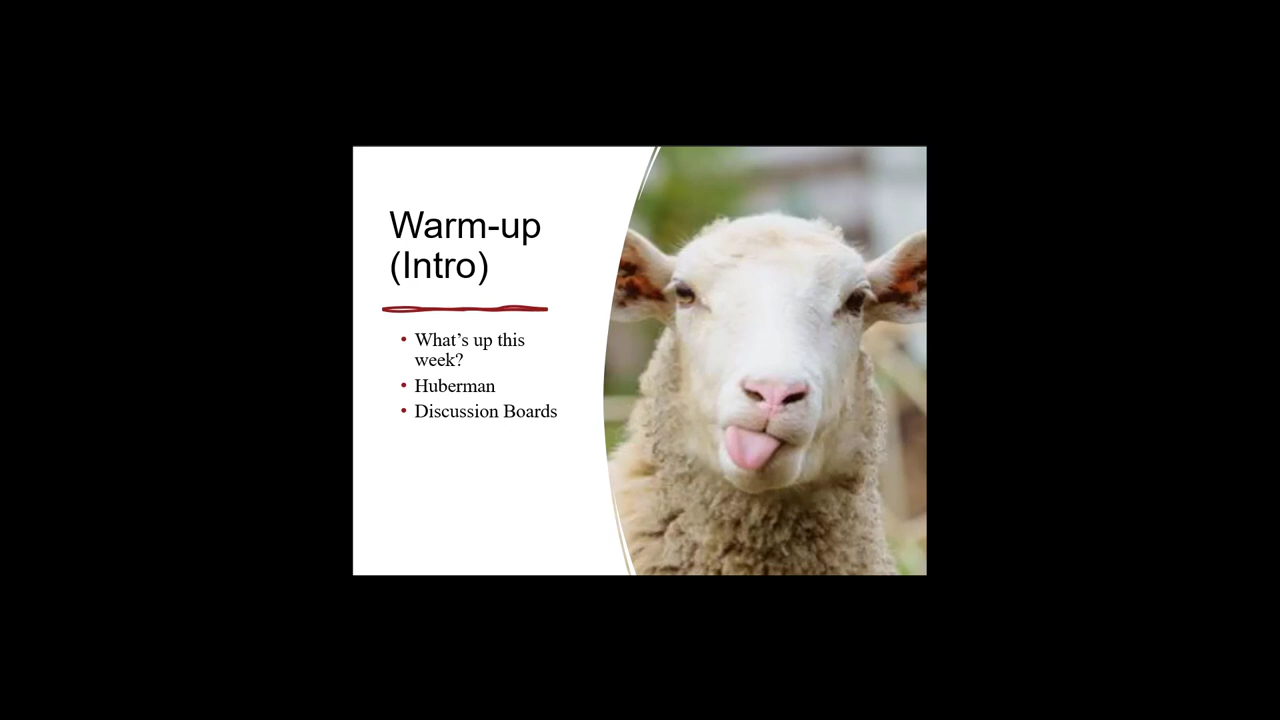 Warm-up
(Intro)
• What’s up this
week?
• Huberman
• Discussion Boards